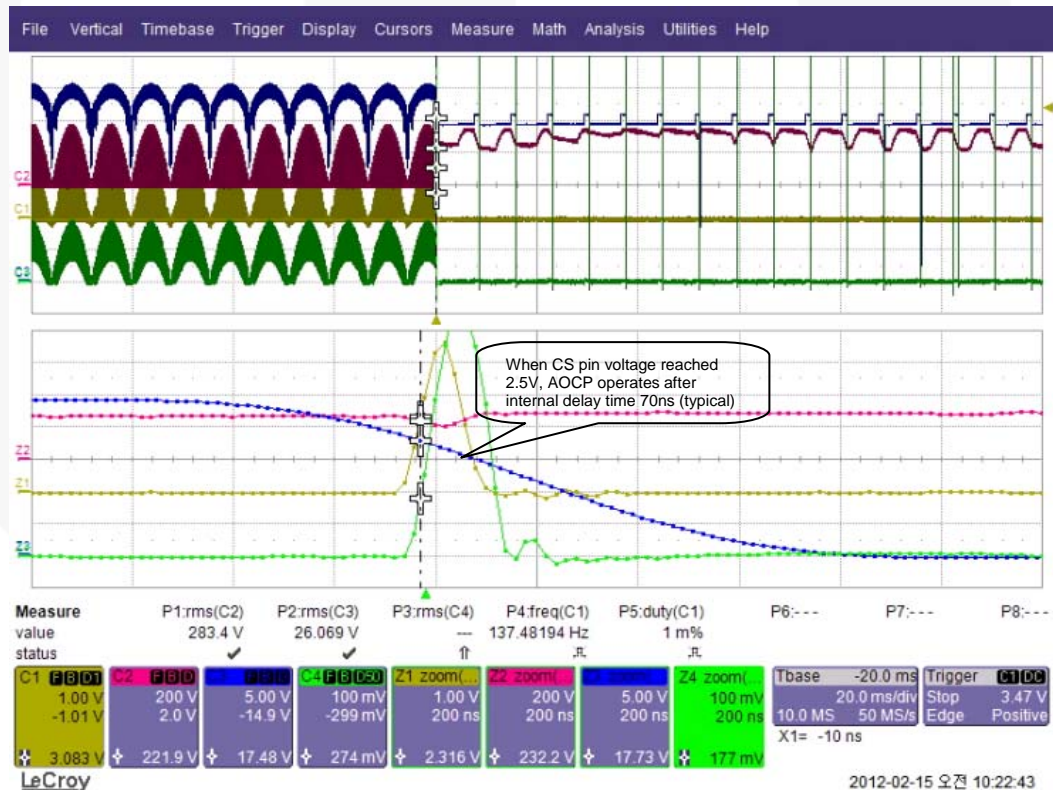 File Vertical Timebase Trigger Display Cursors Measure Math Analysis Utilities Help
C2
C1
C3
When CS pin voltage reached
2.5V, AOCP operates after
internal delay time 70ns (typical)
Z2
Z1
Z3
Measure P1:rms(C2) P2:rms(C3) P3:rms(C4) P4:freq(C1) P5:duty(C1) P6:--- P7:--- P8:---
value 283.4 V 26.069 V --- 137.48194 Hz 1 m%
status
C1 F B D1 C2 F B D F B D C4 F B D50 Z1 zoom(... Z2 zoom(... zoom(... Z4 zoom(... Tbase -20.0 ms Trigger C1 DC
1.00 V 200 V 5.00 V 100 mV 1.00 V 200 V 5.00 V 100 mV 20.0 ms/div Stop 3.47 V
-1.01 V 2.0 V -14.9 V -299 mV 200 ns 200 ns 200 ns 200 ns 10.0 MS 50 MS/s Edge Positive
X1= -10 ns
3.083 V 221.9 V 17.48 V 274 mV 2.316 V 232.2 V 17.73 V 177 mV
LeCroy 2012-02-15 오전 10:22:43